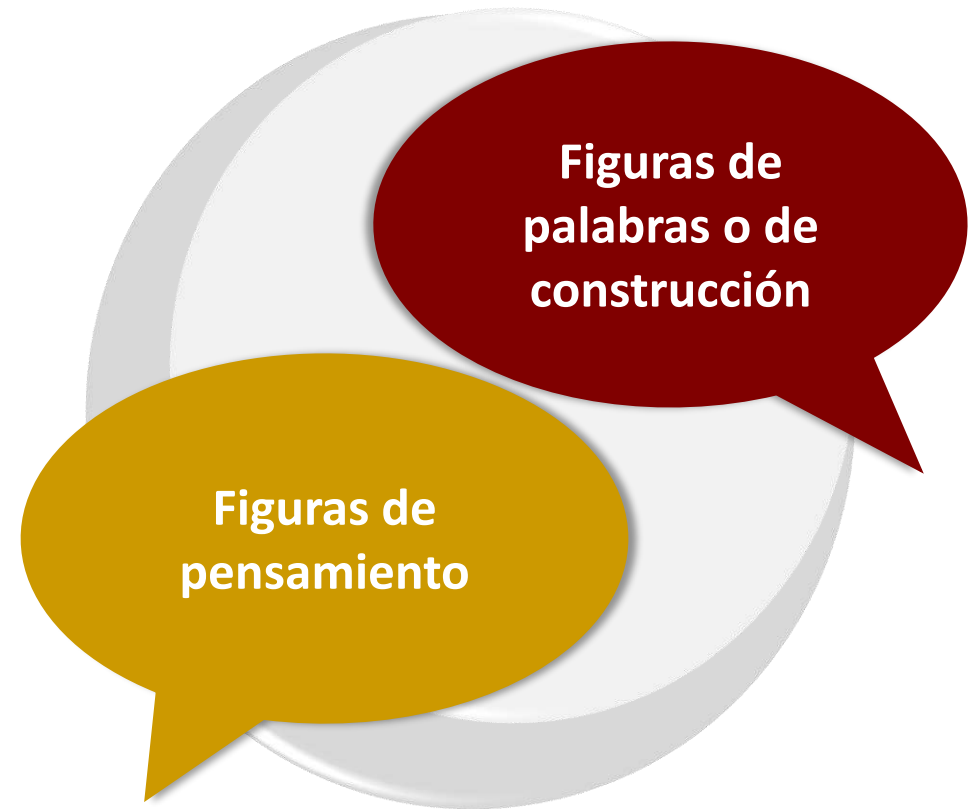 Figuras de
palabras o de
construcción
Figuras de
pensamiento